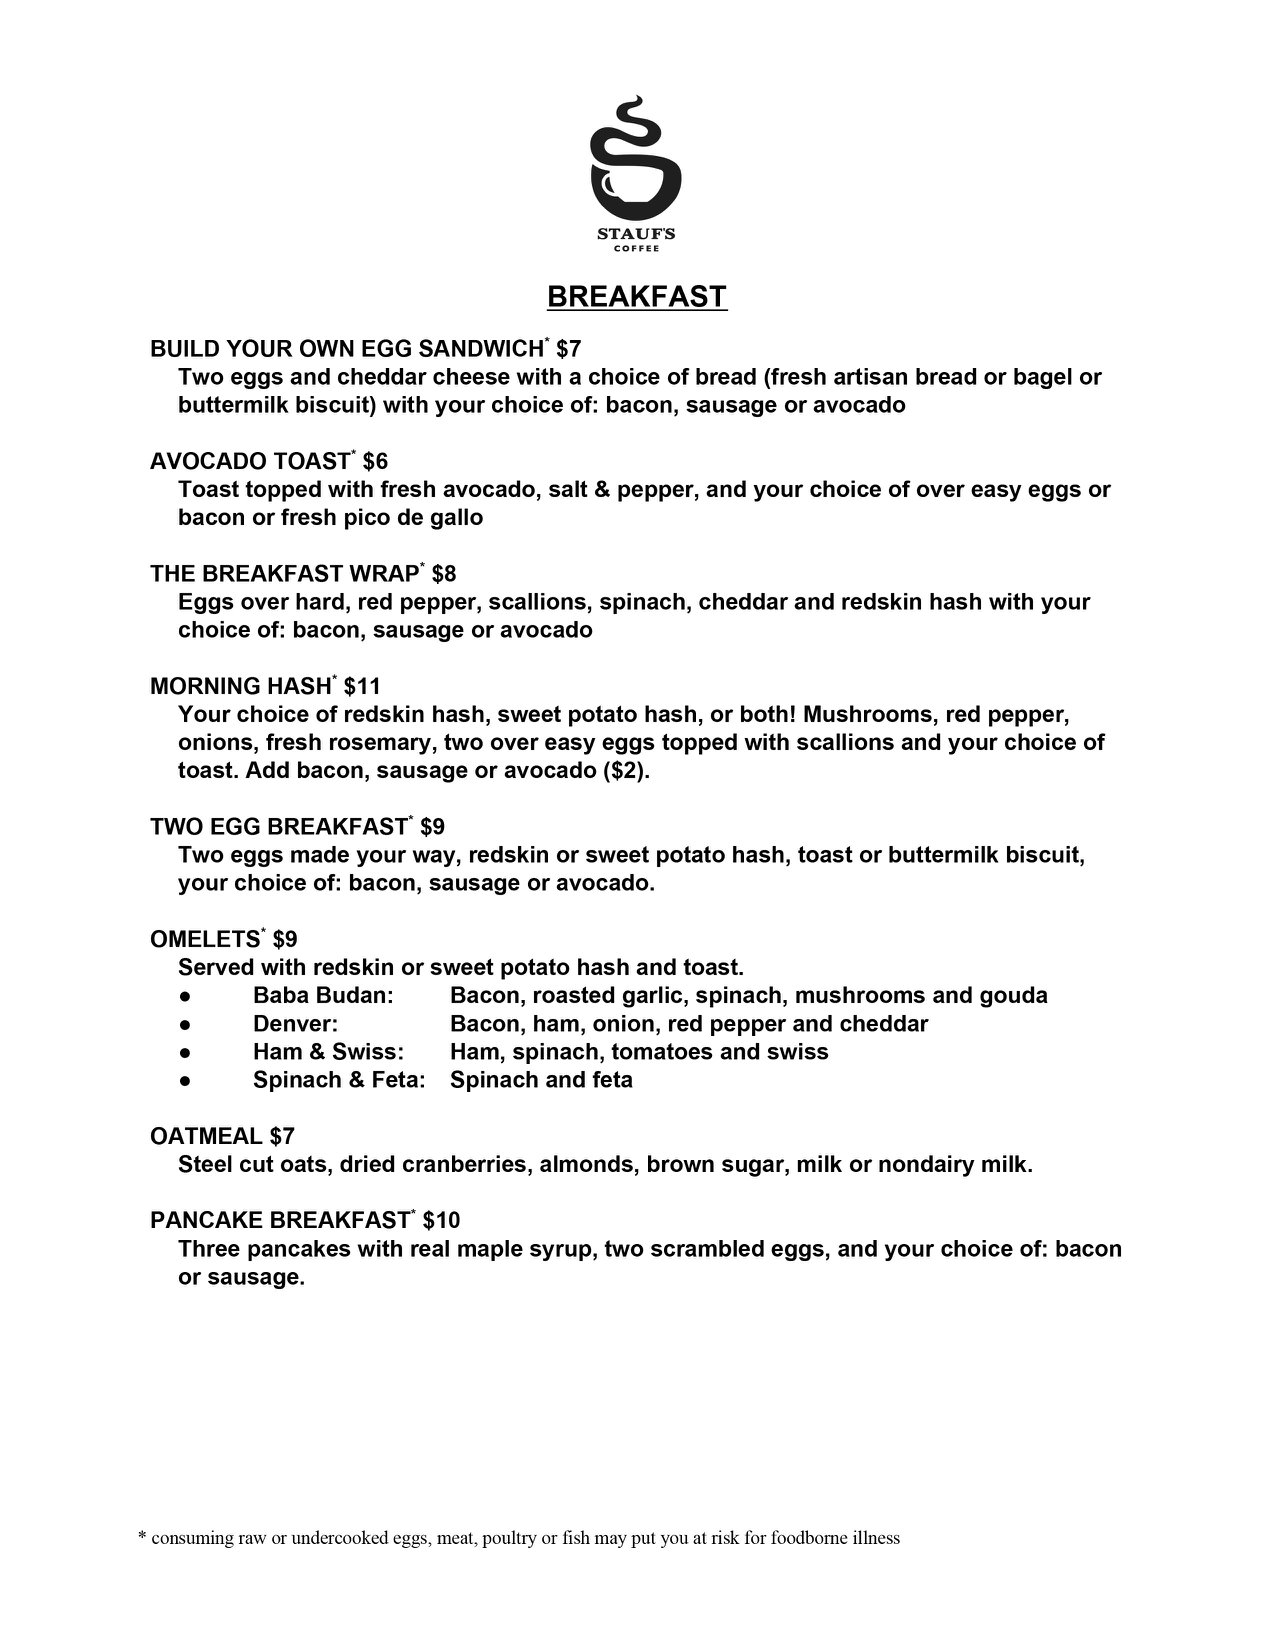 STAUF'S
COFFEE
BREAKFAST
BUILD YOUR OWN EGG SANDWICH* $7
Two eggs and cheddar cheese with a choice of bread (fresh artisan bread or bagel or
buttermilk biscuit) with your choice of: bacon, sausage or avocado
AVOCADO TOAST* $6
Toast topped with fresh avocado, salt & pepper, and your choice of over easy eggs or
bacon or fresh pico de gallo
THE BREAKFAST WRAP* $8
Eggs over hard, red pepper, scallions, spinach, cheddar and redskin hash with your
choice of: bacon, sausage or avocado
MORNING HASH* $11
Your choice of redskin hash, sweet potato hash, or both! Mushrooms, red pepper,
onions, fresh rosemary, two over easy eggs topped with scallions and your choice of
toast. Add bacon, sausage or avocado ($2).
TWO EGG BREAKFAST* $9
Two eggs made your way, redskin or sweet potato hash, toast or buttermilk biscuit,
your choice of: bacon, sausage or avocado.
OMELETS* $9
Served with redskin or sweet potato hash and toast.
● Baba Budan: Bacon, roasted garlic, spinach, mushrooms and gouda
● Denver: Bacon, ham, onion, red pepper and cheddar
● Ham & Swiss: Ham, spinach, tomatoes and swiss
● Spinach & Feta: Spinach and feta
OATMEAL $7
Steel cut oats, dried cranberries, almonds, brown sugar, milk or nondairy milk.
PANCAKE BREAKFAST* $10
Three pancakes with real maple syrup, two scrambled eggs, and your choice of: bacon
or sausage.
* consuming raw or undercooked eggs, meat, poultry or fish may put you at risk for foodborne illness